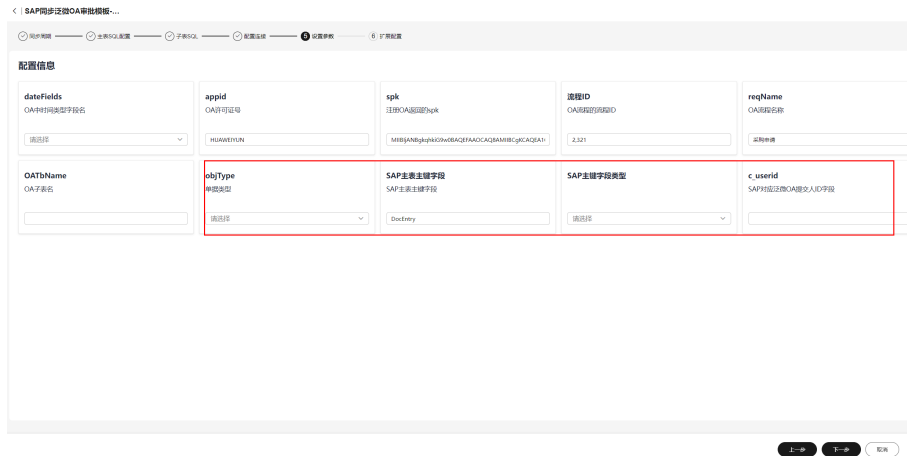 SAP同步泛微OA审批模板-...
同步周期 主表SQL配置 子表SQL 配置连接 5 设置参数 6 扩展配置
配置信息
dateFields appid spk 流程ID reqName
OA中时间类型字段名 OA许可证号 注册OA返回的spk OA流程的流程ID OA流程名称
请选择 HUAWEIYUN 2,321 采购申请
OATbName objType SAP主表主键字段 SAP主键字段类型 c_userid
OA子表名 单据类型 SAP主表主键字段 SAP对应泛微OA提交人ID字段
请选择 DocEntry 请选择
上一步 下一步 取消